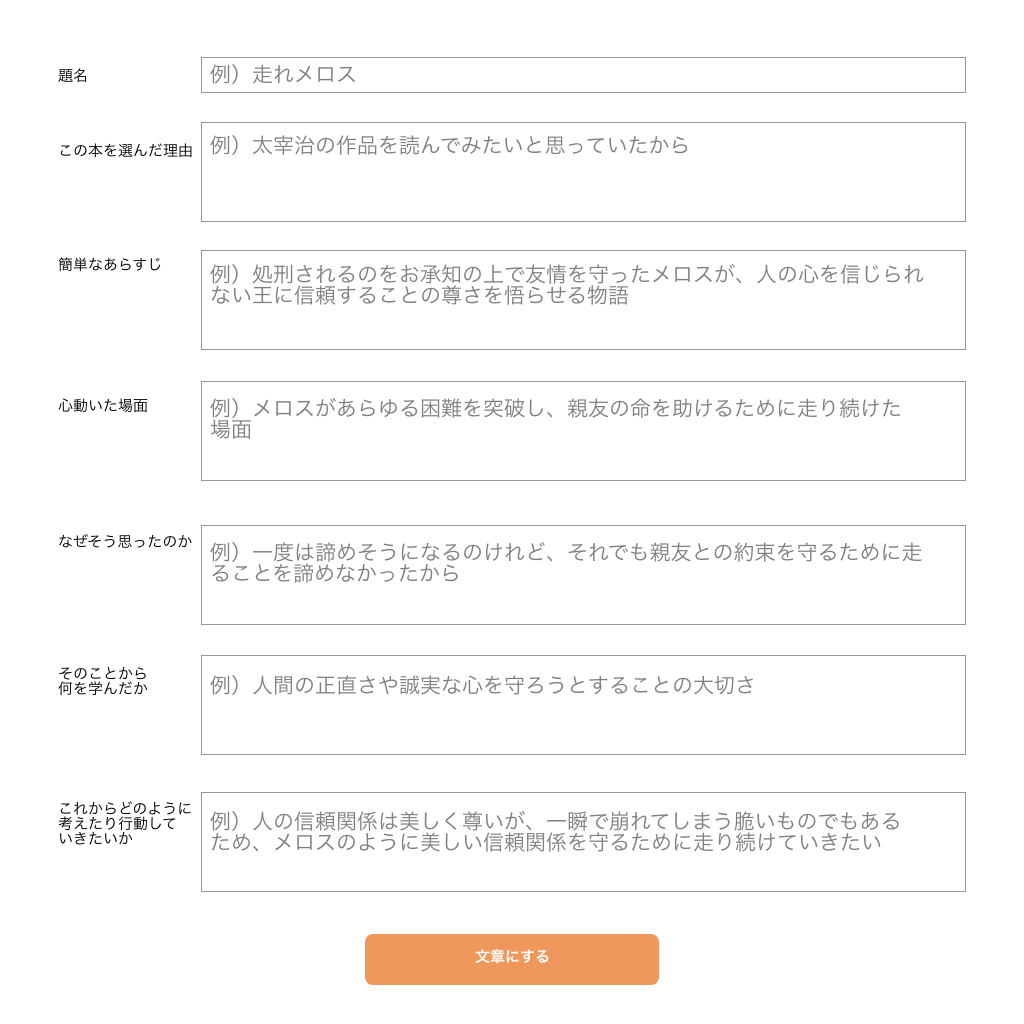 題名
例）走れメロス
この本を選んだ理由
例）太宰治の作品を読んでみたいと思っていたから
簡単なあらすじ
例）処刑されるのをお承知の上で友情を守ったメロスが、人の心を信じられ
ない王に信頼することの尊さを悟らせる物語
心動いた場面
例）メロスがあらゆる困難を突破し、親友の命を助けるために走り続けた
場面
なぜそう思ったのか
例）一度は諦めそうになるのけれど、それでも親友との約束を守るために走
ることを諦めなかったから
そのことから
何を学んだか
例）人間の正直さや誠実な心を守ろうとすることの大切さ
これからどのように
考えたり行動して
いきたいか
例）人の信頼関係は美しく尊いが、一瞬で崩れてしまう脆いものでもある
ため、メロスのように美しい信頼関係を守るために走り続けていきたい
文章にする